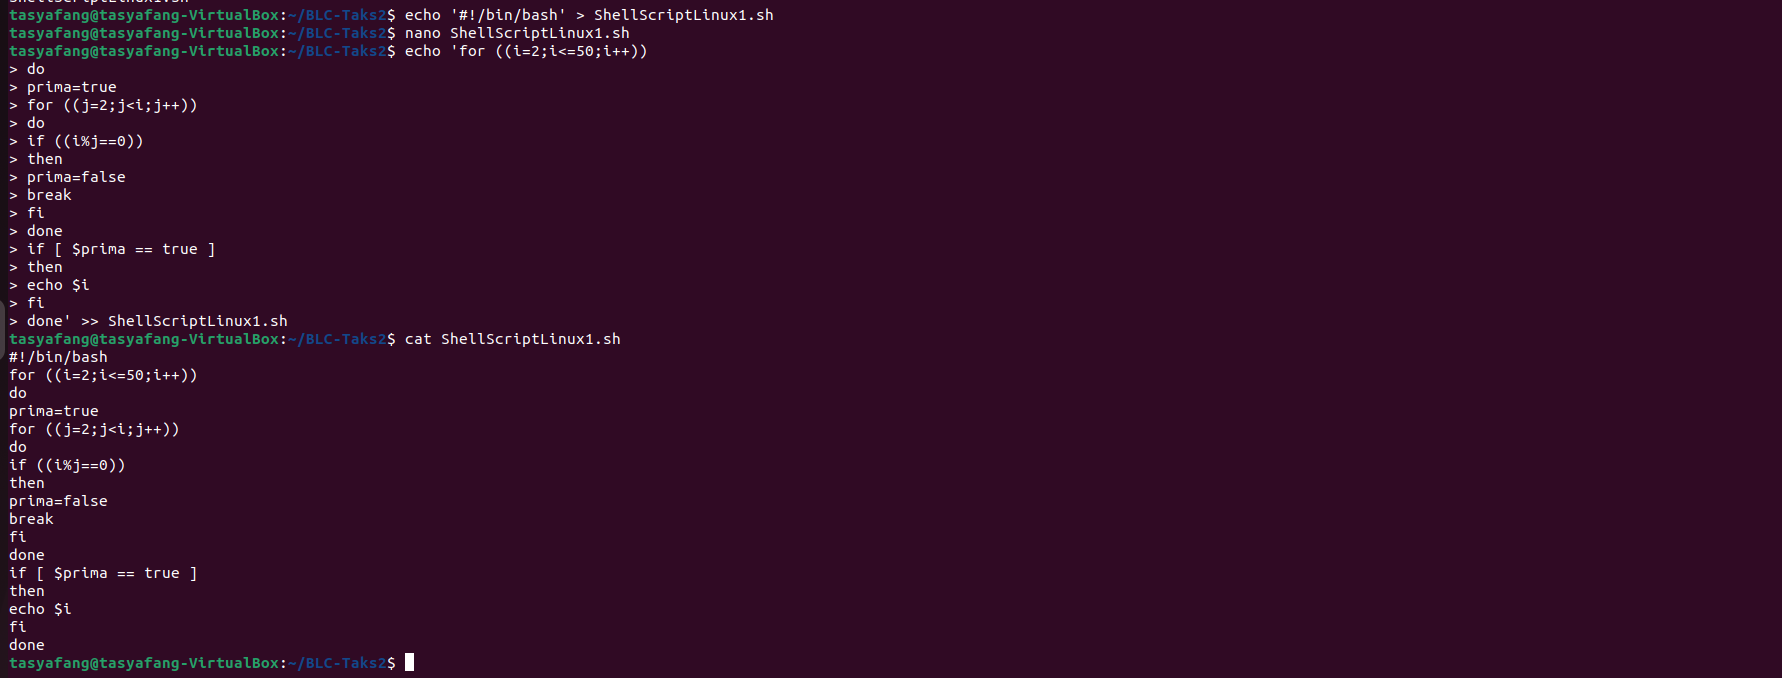 ShellScriptLinux1.sh
tasyafang@tasyafang-VirtualBox:~/BLC-Taks2$ echo '#!/bin/bash' > ShellScriptLinux1.sh
tasyafang@tasyafang-VirtualBox:~/BLC-Taks2$ nano ShellScriptLinux1.sh
tasyafang@tasyafang-VirtualBox:~/BLC-Taks2$ echo 'for ((i=2;i<=50;i++))
> do
> prima=true
> for ((j=2;j<i;j++))
> do
> if ((i%j==0))
> then
> prima=false
> break
> fi
> done
> if [ $prima == true ]
> then
> echo $i
> fi
> done' >> ShellScriptLinux1.sh
tasyafang@tasyafang-VirtualBox:~/BLC-Taks2$ cat ShellScriptLinux1.sh
#!/bin/bash
for ((i=2;i<=50;i++))
do
prima=true
for ((j=2;j<i;j++))
do
if ((i%j==0))
then
prima=false
break
fi
done
if [ $prima == true ]
then
echo $i
fi
done
tasyafang@tasyafang-VirtualBox:~/BLC-Taks2$